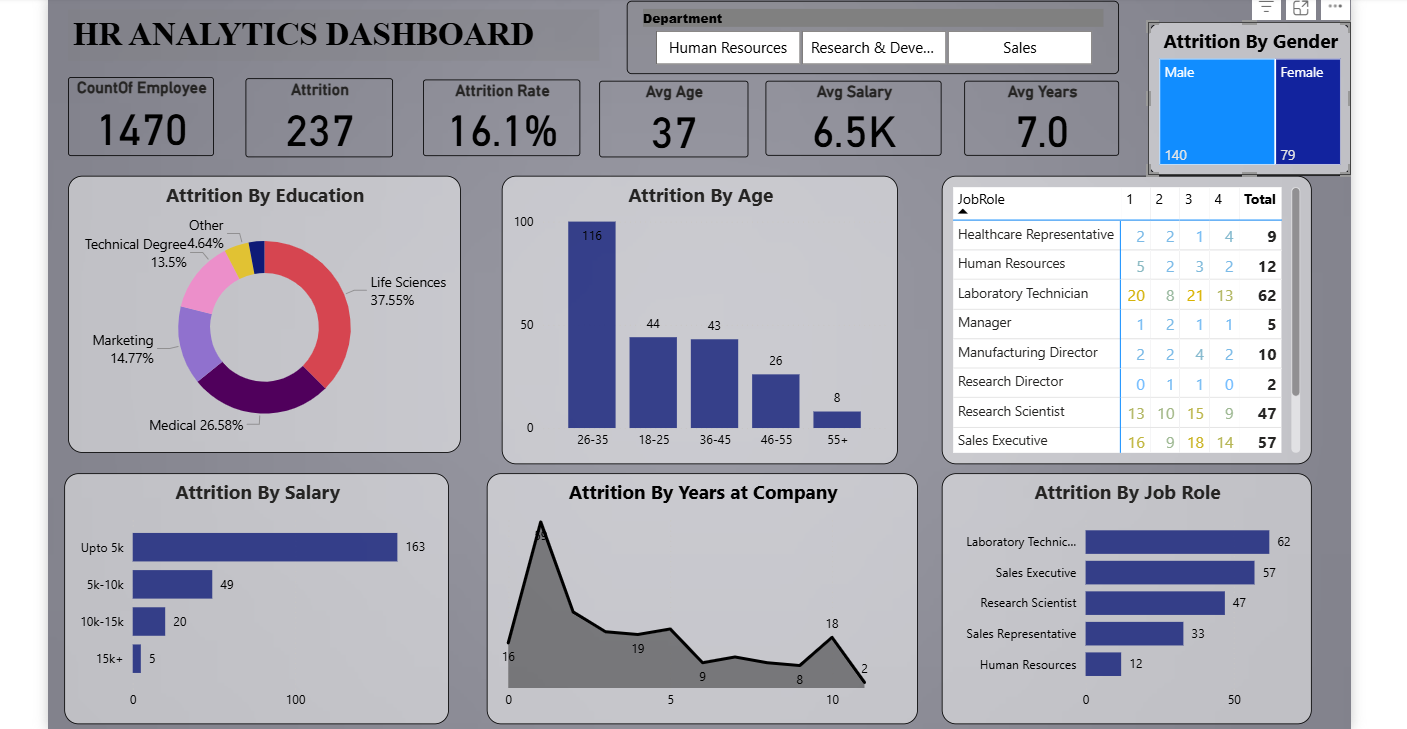 HR ANALYTICS DASHBOARD
Department
Human Resources
Research & Deve...
Sales
Attrition By Gender
Male
Female
140
79
CountOf Employee
1470
Attrition
237
Attrition Rate
16.1%
Avg Age
37
Avg Salary
6.5K
Avg Years
7.0
Attrition By Education
Other
4.64%
Technical Degree
13.5%
Life Sciences
37.55%
Marketing
14.77%
Medical 26.58%
Attrition By Age
100
50
0
116
44
43
26
8
26-35
18-25
36-45
46-55
55+
JobRole 1 2 3 4 Total
Healthcare Representative 2 2 1 4 9
Human Resources 5 2 3 2 12
Laboratory Technician 20 8 21 13 62
Manager 1 2 1 1 5
Manufacturing Director 2 2 4 2 10
Research Director 0 1 1 0 2
Research Scientist 13 10 15 9 47
Sales Executive 16 9 18 14 57
Attrition By Salary
Upto 5k 163
5k-10k 49
10k-15k 20
15k+ 5
0 100
Attrition By Years at Company
16
59
19
9
8
18
2
0 5 10
Attrition By Job Role
Laboratory Technic... 62
Sales Executive 57
Research Scientist 47
Sales Representative 33
Human Resources 12
0 50